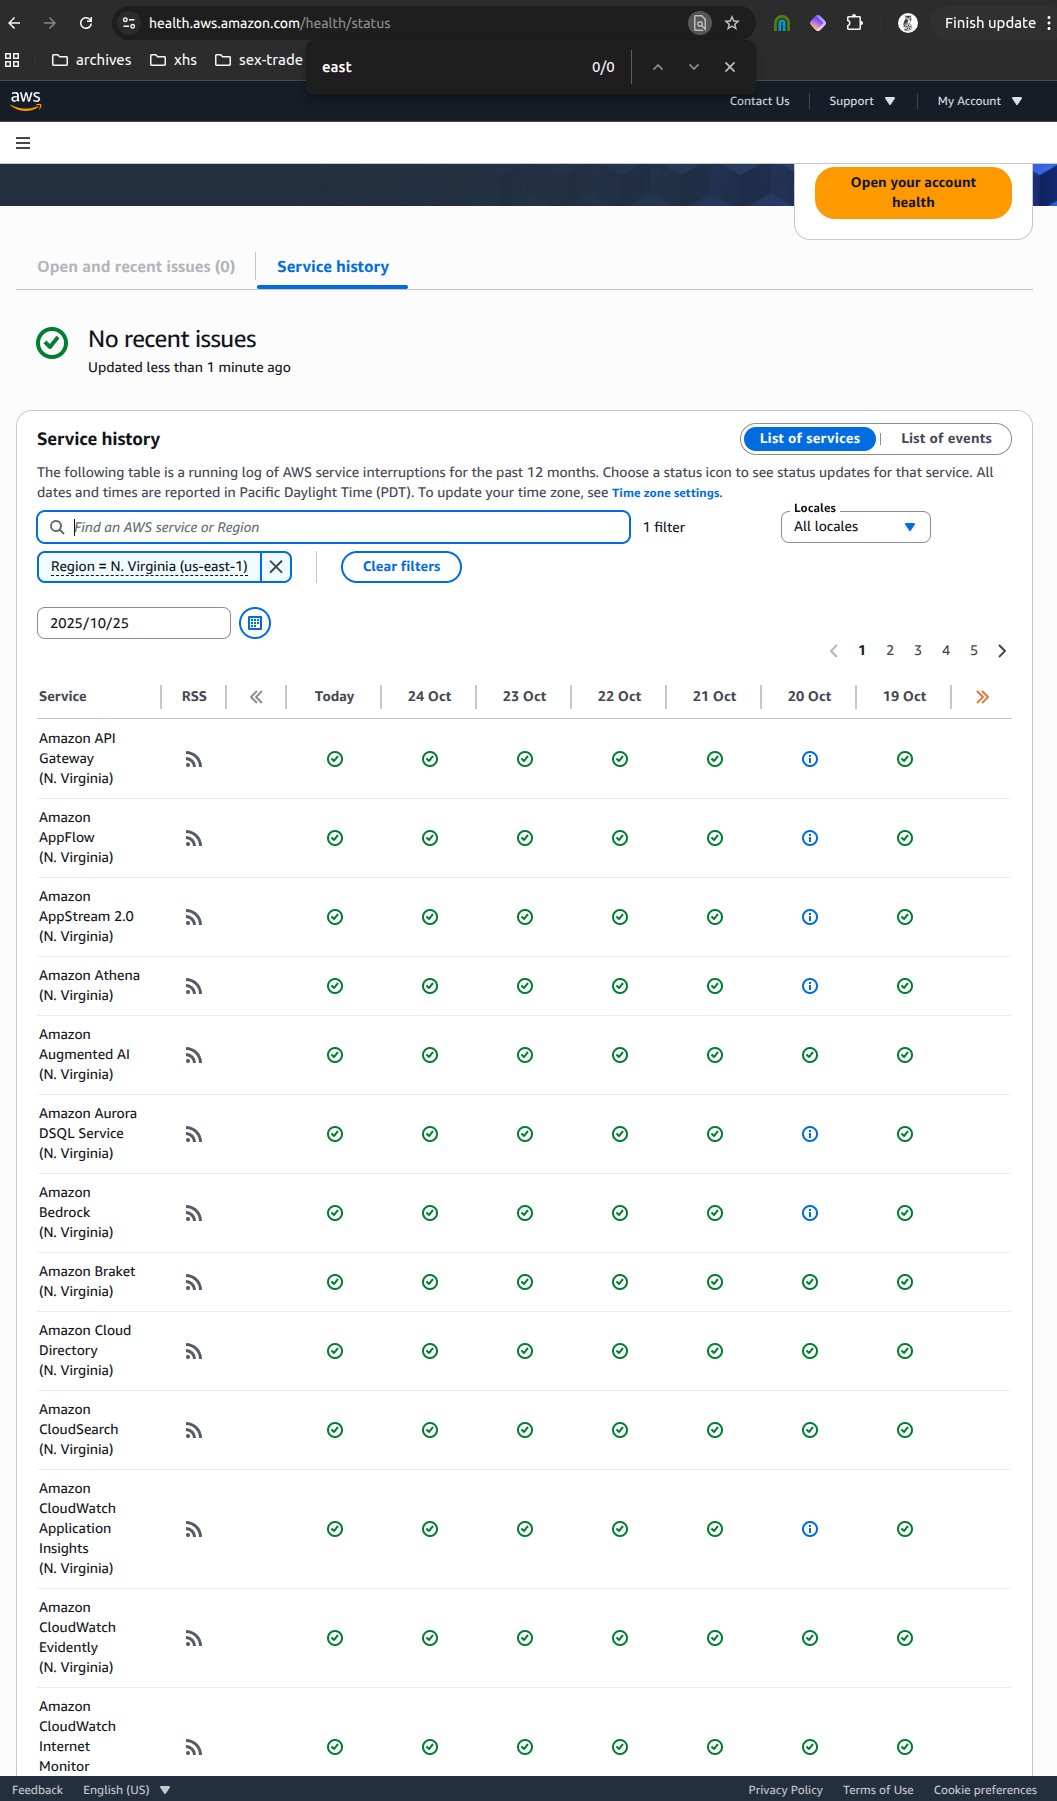 health.aws.amazon.com/health/status
Finish update
archives
xhs
sex-trade
east
0/0
aws
Contact Us
Support
My Account
Open your account
health
Open and recent issues (0)
Service history
No recent issues
Updated less than 1 minute ago
Service history
List of services
List of events
The following table is a running log of AWS service interruptions for the past 12 months. Choose a status icon to see status updates for that service. All
dates and times are reported in Pacific Daylight Time (PDT). To update your time zone, see Time zone settings.
Find an AWS service or Region
1 filter
Locales
All locales
Region = N. Virginia (us-east-1)
Clear filters
2025/10/25
1 2 3 4 5
Service RSS Today 24 Oct 23 Oct 22 Oct 21 Oct 20 Oct 19 Oct
Amazon API
Gateway
(N. Virginia)
Amazon
AppFlow
(N. Virginia)
Amazon
AppStream 2.0
(N. Virginia)
Amazon Athena
(N. Virginia)
Amazon
Augmented AI
(N. Virginia)
Amazon Aurora
DSQL Service
(N. Virginia)
Amazon
Bedrock
(N. Virginia)
Amazon Braket
(N. Virginia)
Amazon Cloud
Directory
(N. Virginia)
Amazon
CloudSearch
(N. Virginia)
Amazon
CloudWatch
Application
Insights
(N. Virginia)
Amazon
CloudWatch
Evidently
(N. Virginia)
Amazon
CloudWatch
Internet
Monitor
Feedback
English (US)
Privacy Policy
Terms of Use
Cookie preferences